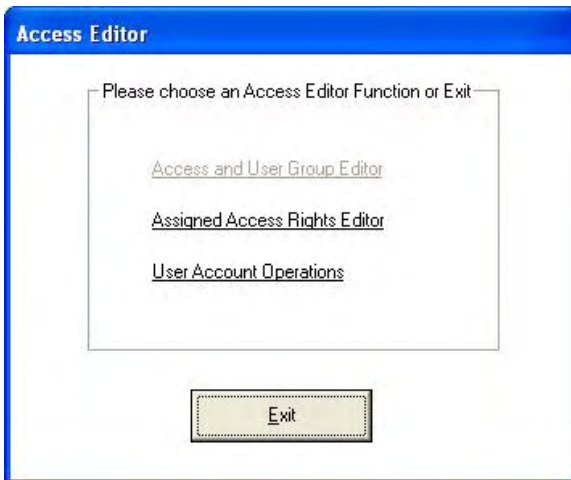 Access Editor
Please choose an Access Editor Function or Exit
Access and User Group Editor
Assigned Access Rights Editor
User Account Operations
Exit